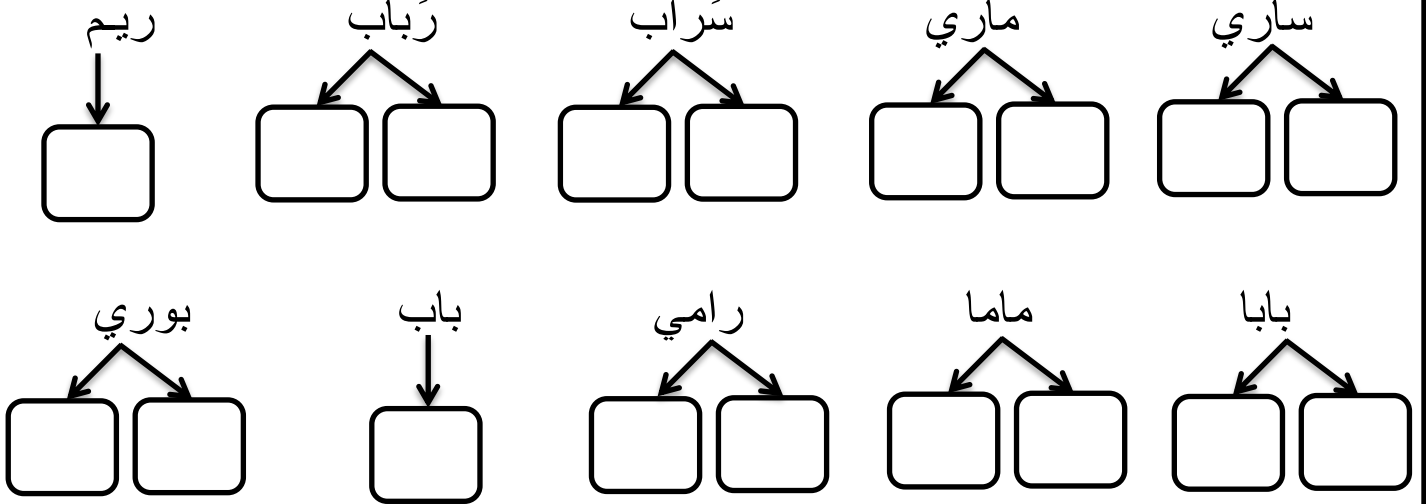 ساري ماري سَراب رَباب ريم
بابا ماما رامي باب بوري